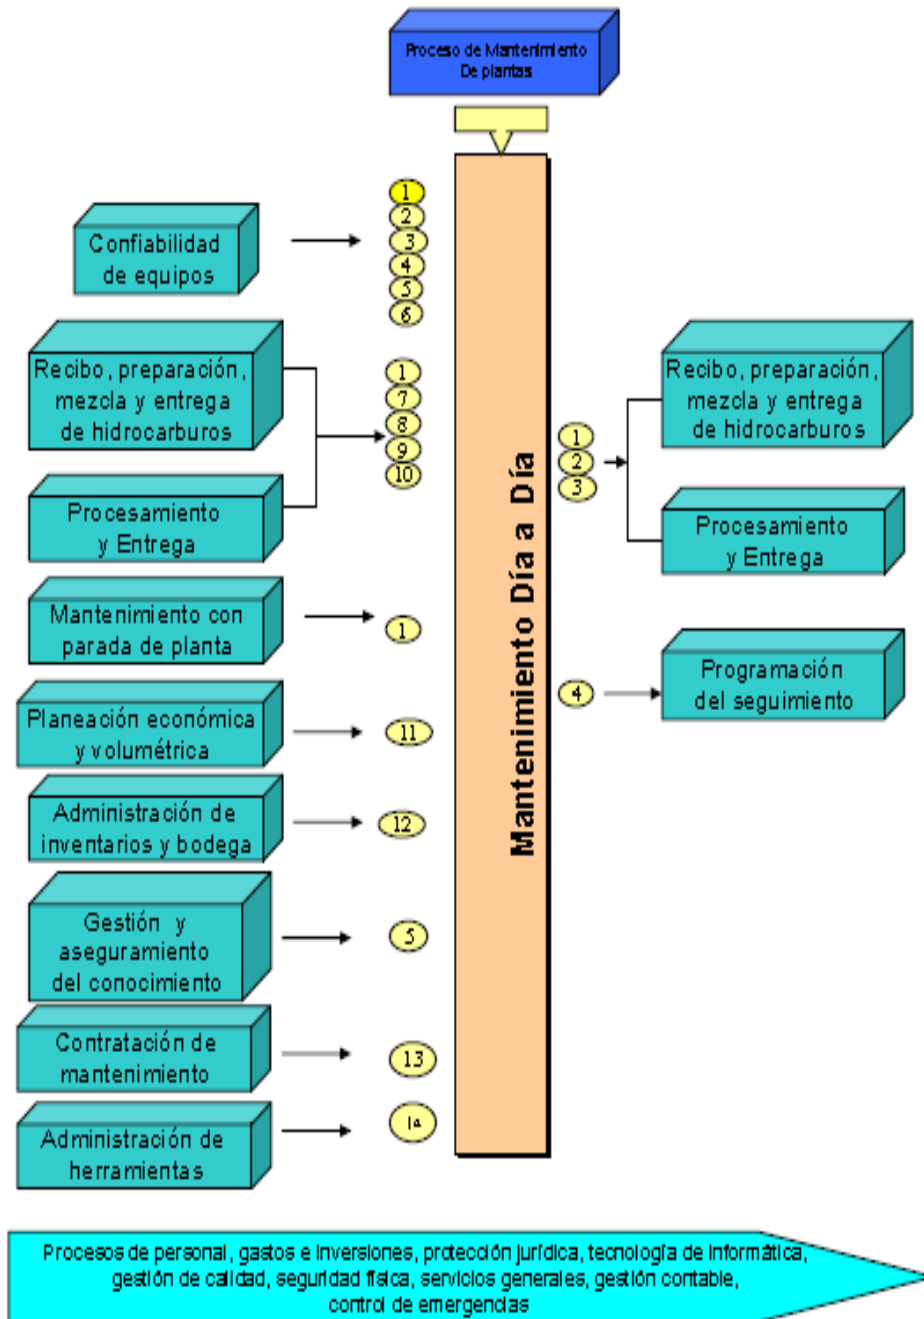 Proceso de Mantenimiento
De plantas
1
2
3
4
5
6
Confiabilidad
de equipos
Recibo, preparación,
mezcla y entrega
de hidrocarburos
1
7
8
9
10
Procesamiento
y Entrega
Mantenimiento con
parada de planta
1
Planeación económica
y volumétrica
11
Administración de
inventarios y bodega
12
Gestión y
aseguramiento
del conocimiento
5
Contratación de
mantenimiento
13
Administración de
herramientas
14
Mantenimiento Día a Día
1
2
3
Recibo, preparación,
mezcla y entrega
de hidrocarburos
Procesamiento
y Entrega
4
Programación
del seguimiento
Procesos de personal, gastos e inversiones, protección jurídica, tecnología de informática,
gestión de calidad, seguridad física, servicios generales, gestión contable,
control de emergencias